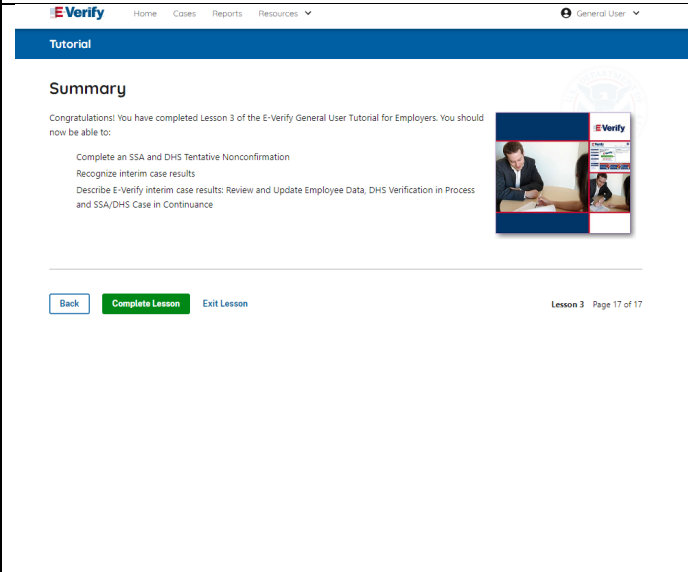 E-Verify Home Cases Reports Resources General User
Tutorial
Summary
Congratulations! You have completed Lesson 3 of the E-Verify General User Tutorial for Employers. You should
now be able to:
Complete an SSA and DHS Tentative Nonconfirmation
Recognize interim case results
Describe E-Verify interim case results: Review and Update Employee Data, DHS Verification in Process
and SSA/DHS Case in Continuance
E-Verify
Back Complete Lesson Exit Lesson Lesson 3 Page 17 of 17